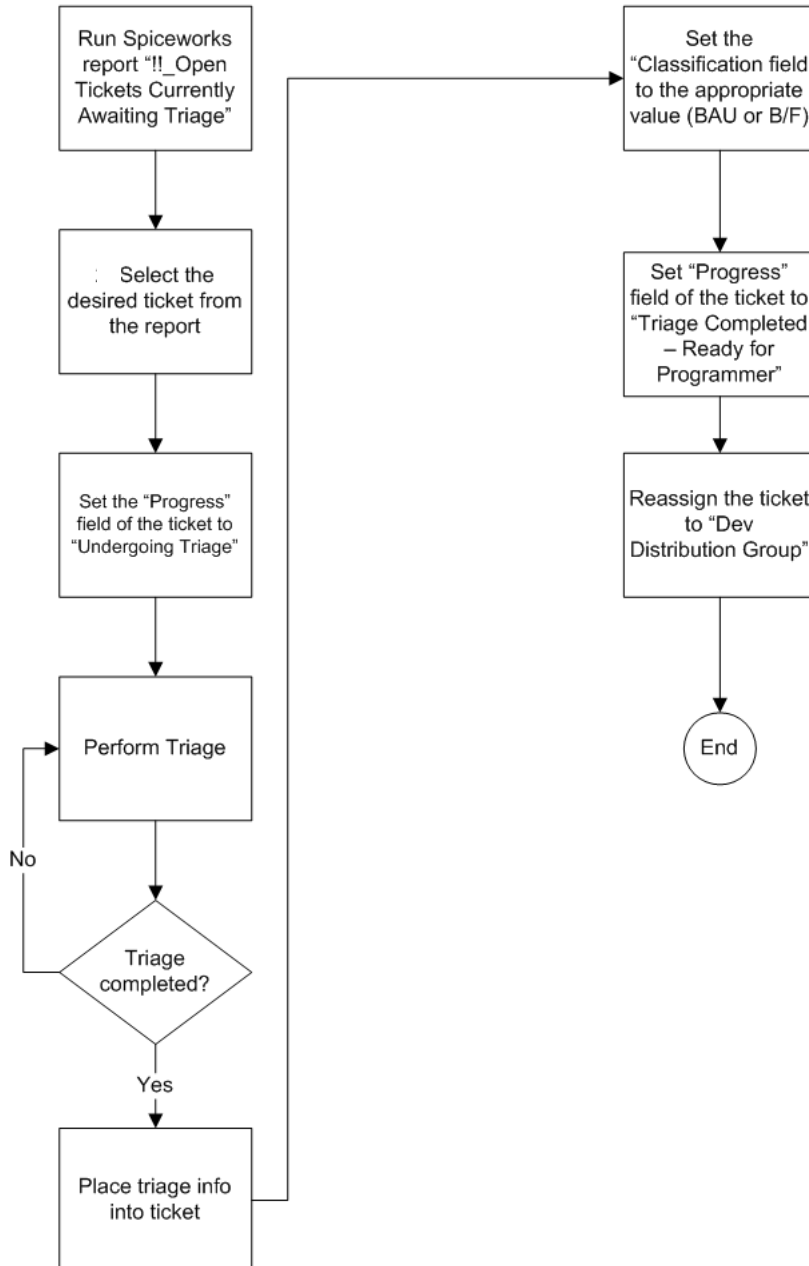 Run Spiceworks
report “!!_Open
Tickets Currently
Awaiting Triage”
: Select the
desired ticket from
the report
Set the “Progress”
field of the ticket to
“Undergoing Triage”
Perform Triage
No
Triage
completed?
Yes
Place triage info
into ticket
Set the
“Classification field
to the appropriate
value (BAU or B/F)
Set “Progress”
field of the ticket to
“Triage Completed
– Ready for
Programmer”
Reassign the ticket
to “Dev
Distribution Group”
End